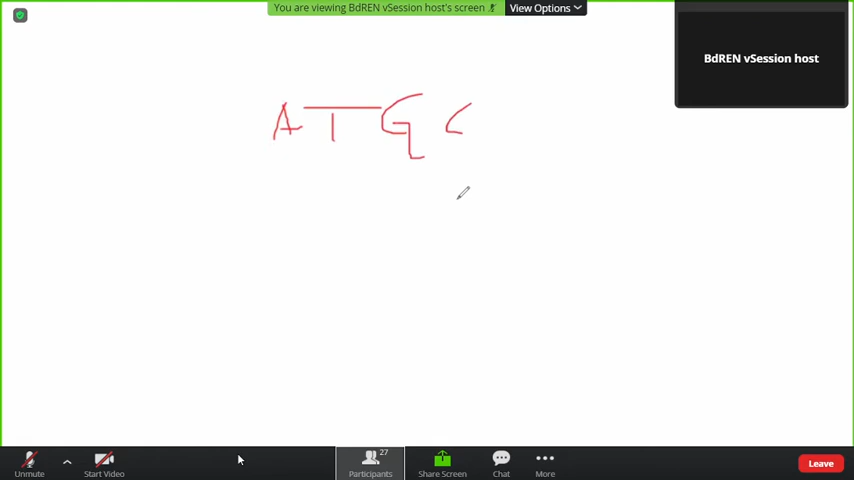 You are viewing BdREN vSession host's screen
View Options
BdREN vSession host
A T G C
Unmute
Start Video
27
Participants
Share Screen
Chat
More
Leave